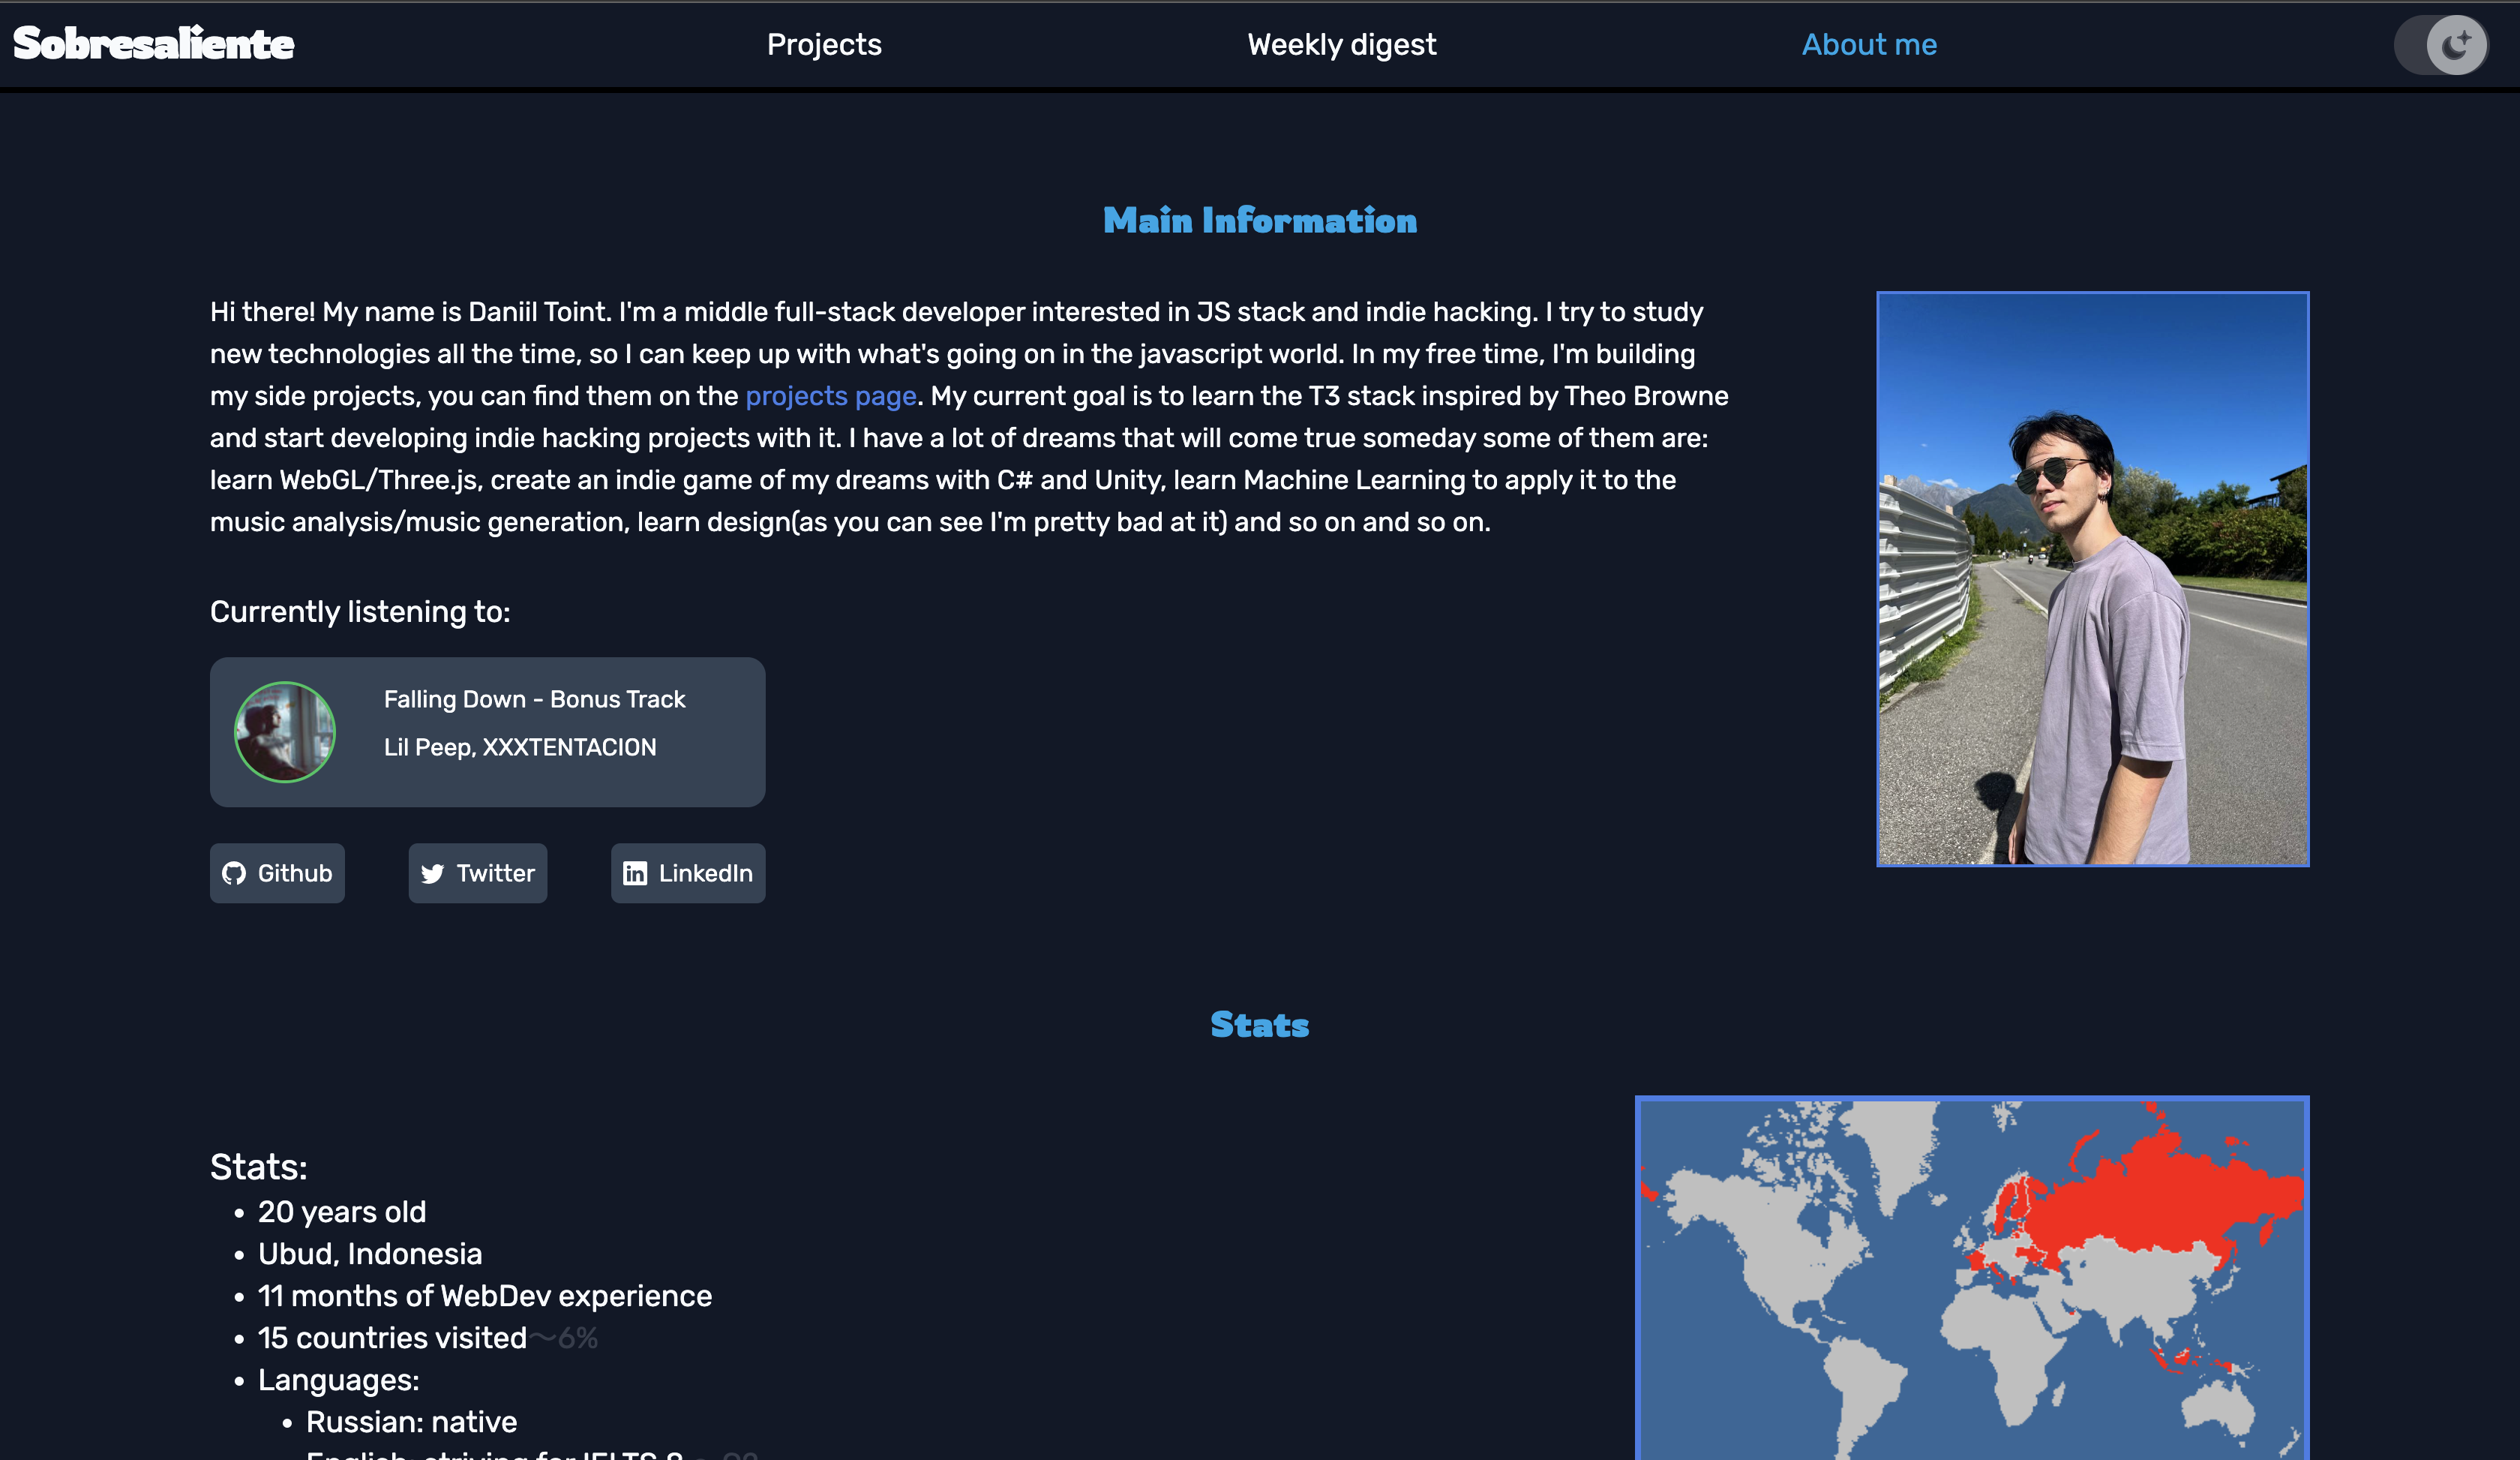 Sobresaliente
Projects
Weekly digest
About me
Main Information
Hi there! My name is Daniil Toint. I'm a middle full-stack developer interested in JS stack and indie hacking. I try to study
new technologies all the time, so I can keep up with what's going on in the javascript world. In my free time, I'm building
my side projects, you can find them on the projects page. My current goal is to learn the T3 stack inspired by Theo Browne
and start developing indie hacking projects with it. I have a lot of dreams that will come true someday some of them are:
learn WebGL/Three.js, create an indie game of my dreams with C# and Unity, learn Machine Learning to apply it to the
music analysis/music generation, learn design(as you can see I'm pretty bad at it) and so on and so on.
Currently listening to:
Falling Down - Bonus Track
Lil Peep, XXXTENTACION
Github
Twitter
LinkedIn
Stats
Stats:
• 20 years old
• Ubud, Indonesia
• 11 months of WebDev experience
• 15 countries visited~6%
• Languages:
• Russian: native
English: striving for IELTS 8